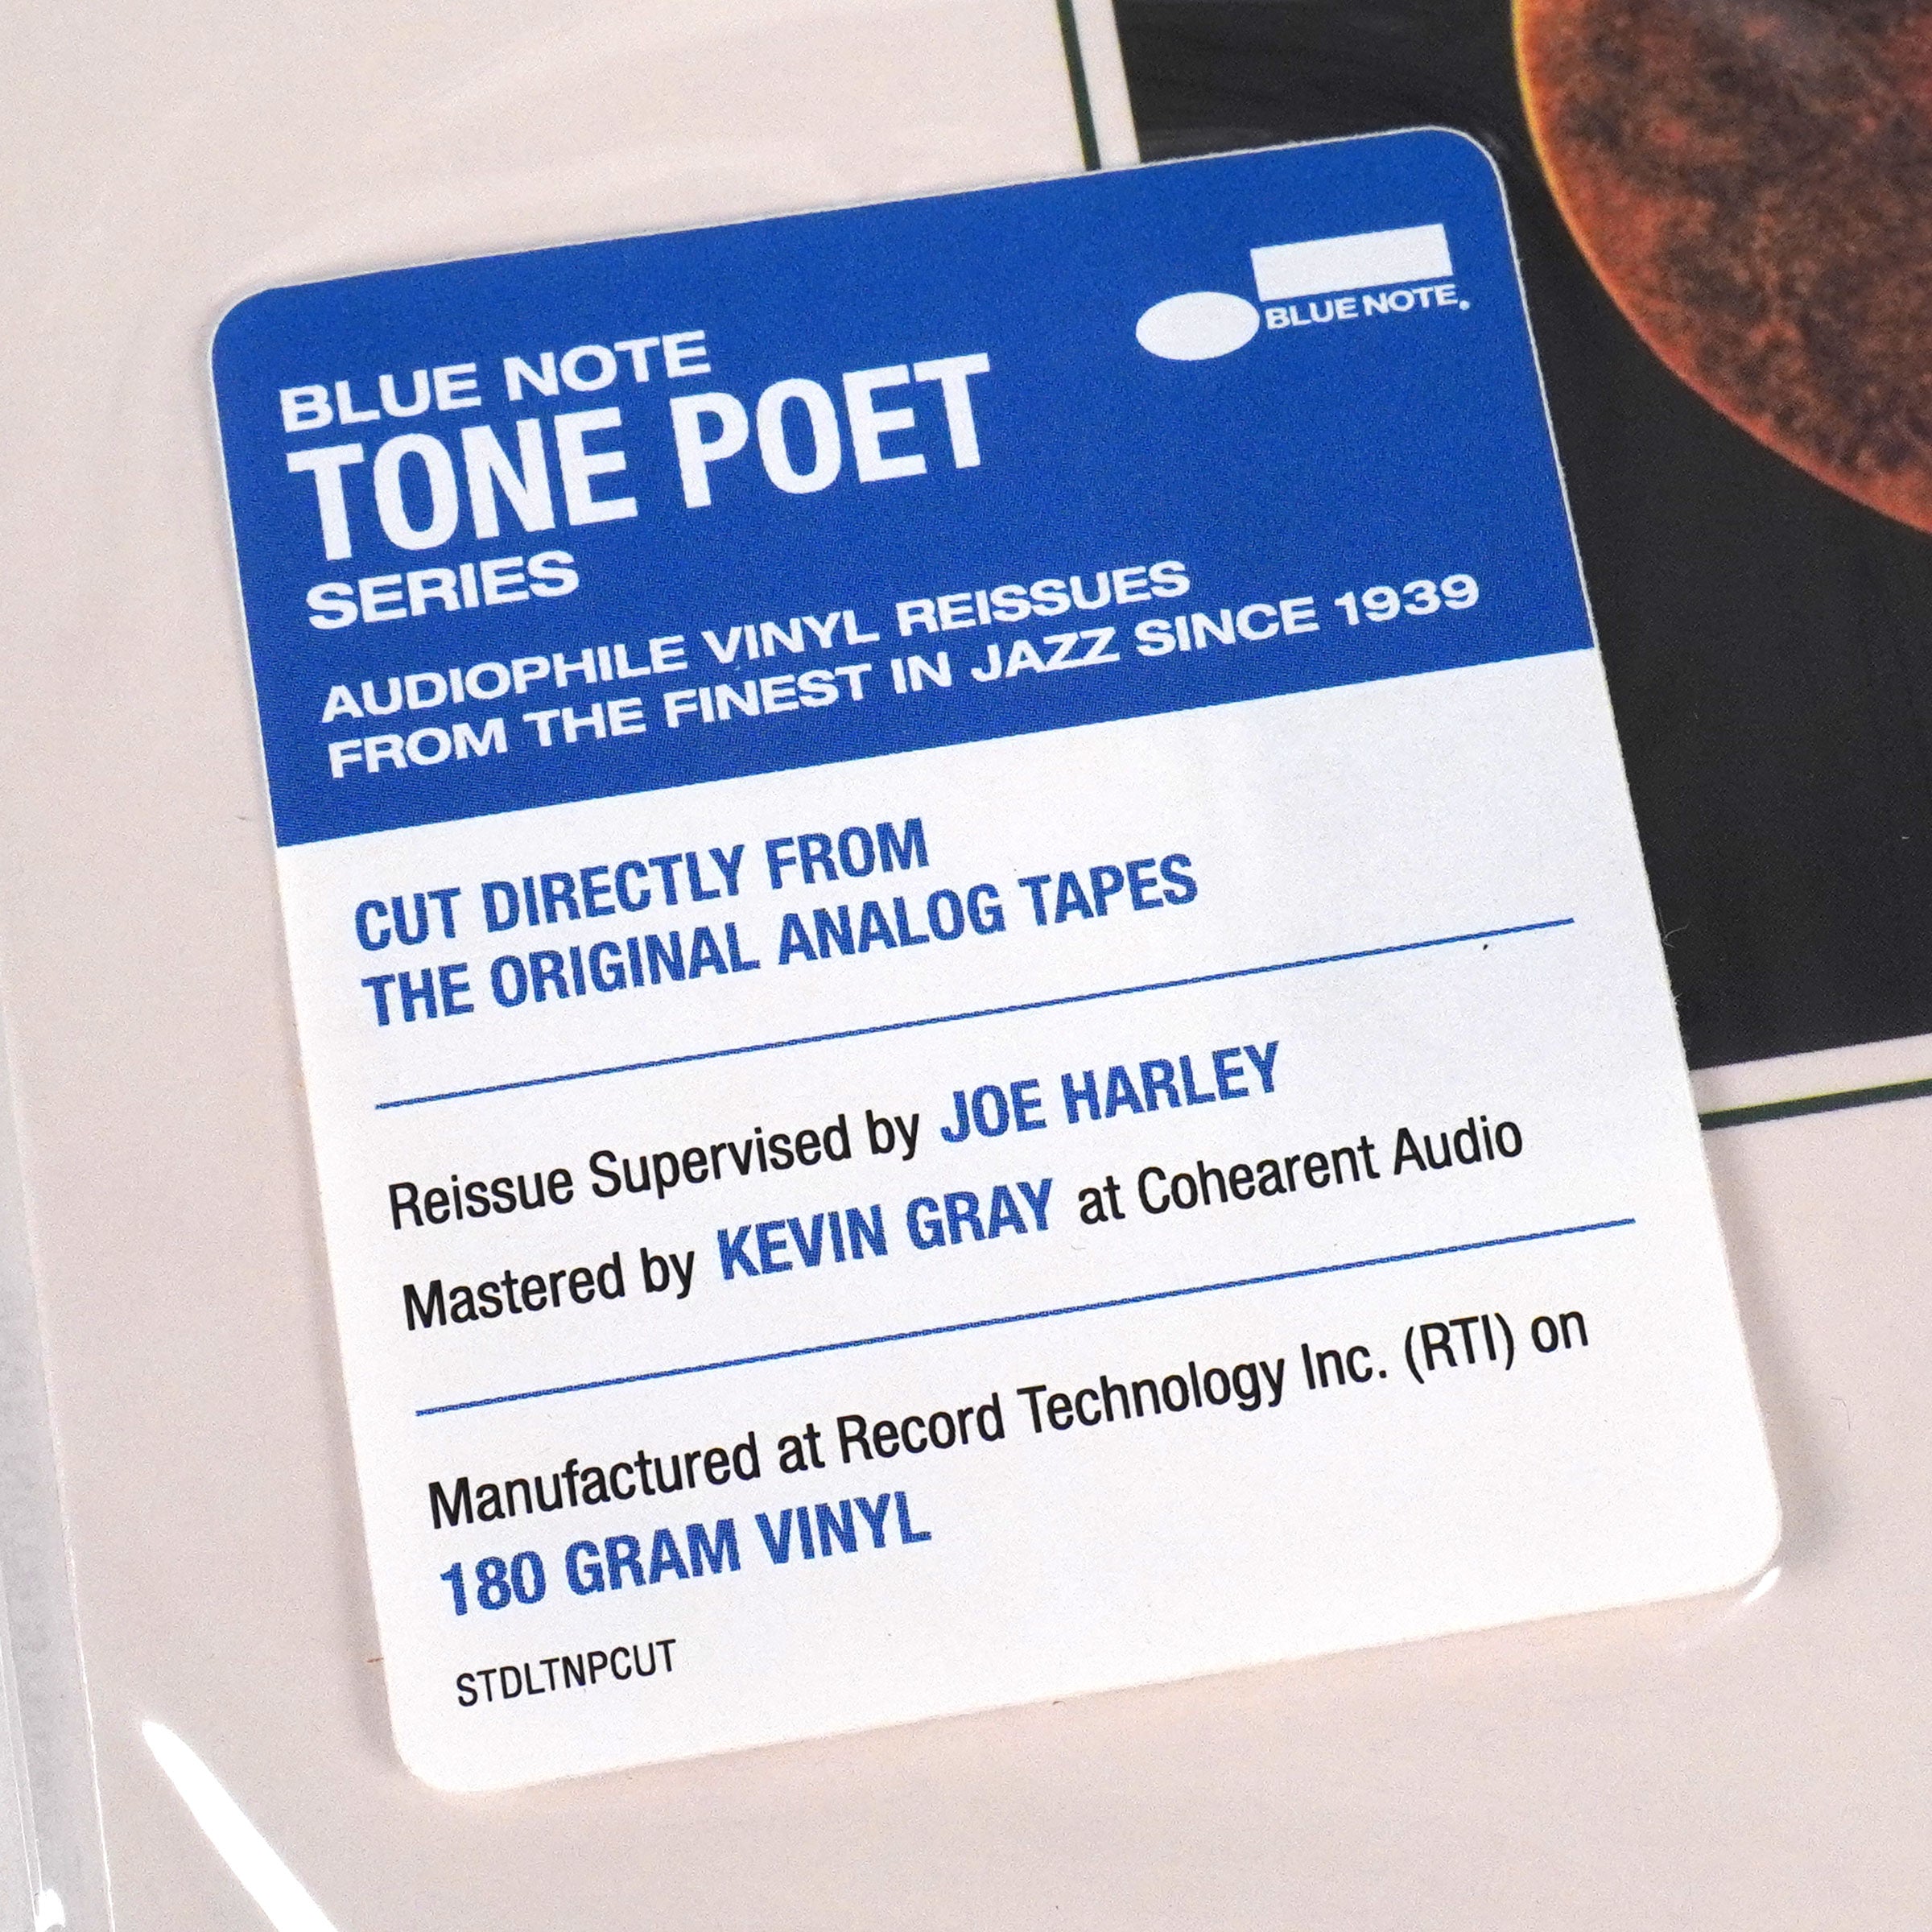 BLUE NOTE.
BLUE NOTE
TONE POET
SERIES
AUDIOPHILE VINYL REISSUES
FROM THE FINEST IN JAZZ SINCE 1939
CUT DIRECTLY FROM
THE ORIGINAL ANALOG TAPES
Reissue Supervised by JOE HARLEY
Mastered by KEVIN GRAY at Cohearent Audio
Manufactured at Record Technology Inc. (RTI) on
180 GRAM VINYL
STDLTNPCUT